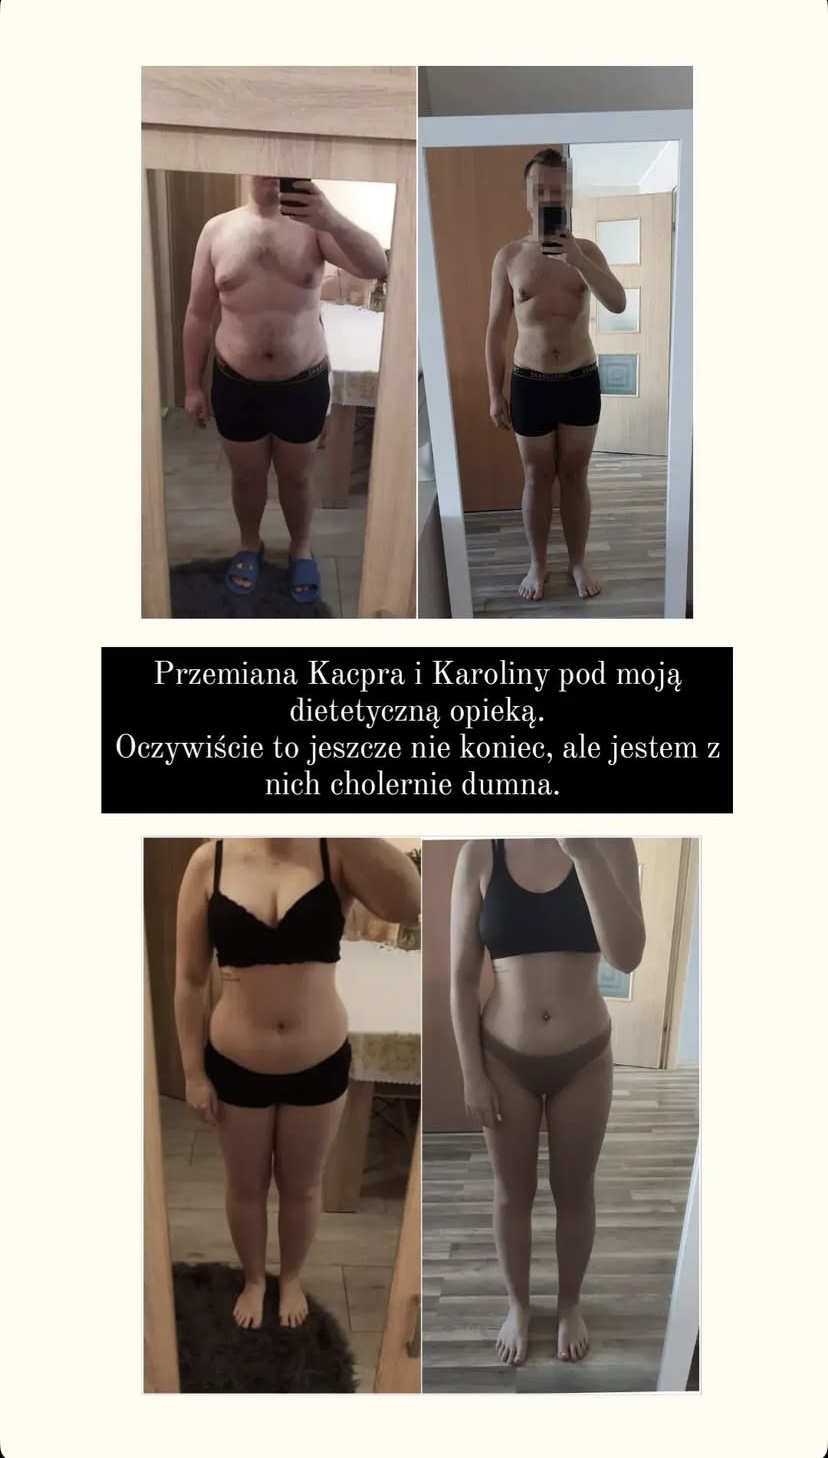 Przemiana Kacpra i Karoliny pod moją
dietetyczną opieką.
Oczywiście to jeszcze nie koniec, ale jestem z
nich cholernie dumna.